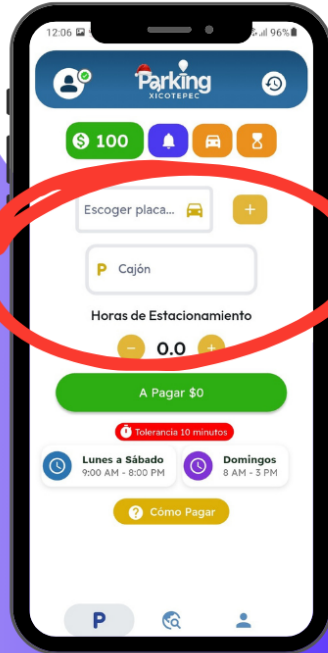 12:06
96%
Parking
XICOTEPEC
$ 100
Escoger placa...
+
P Cajón
Horas de Estacionamiento
- 0.0 +
A Pagar $0
Tolerancia 10 minutos
Lunes a Sábado
9:00 AM - 8:00 PM
Domingos
8 AM - 3 PM
? Cómo Pagar
P